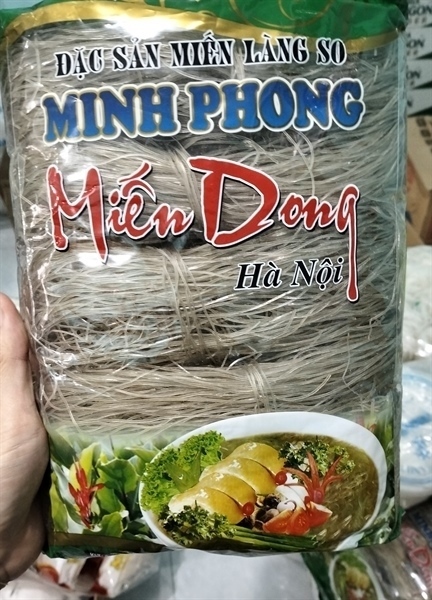 ĐẶC SẢN MIẾN LÀNG SO
MINH PHONG
Miến Dong
Hà Nội